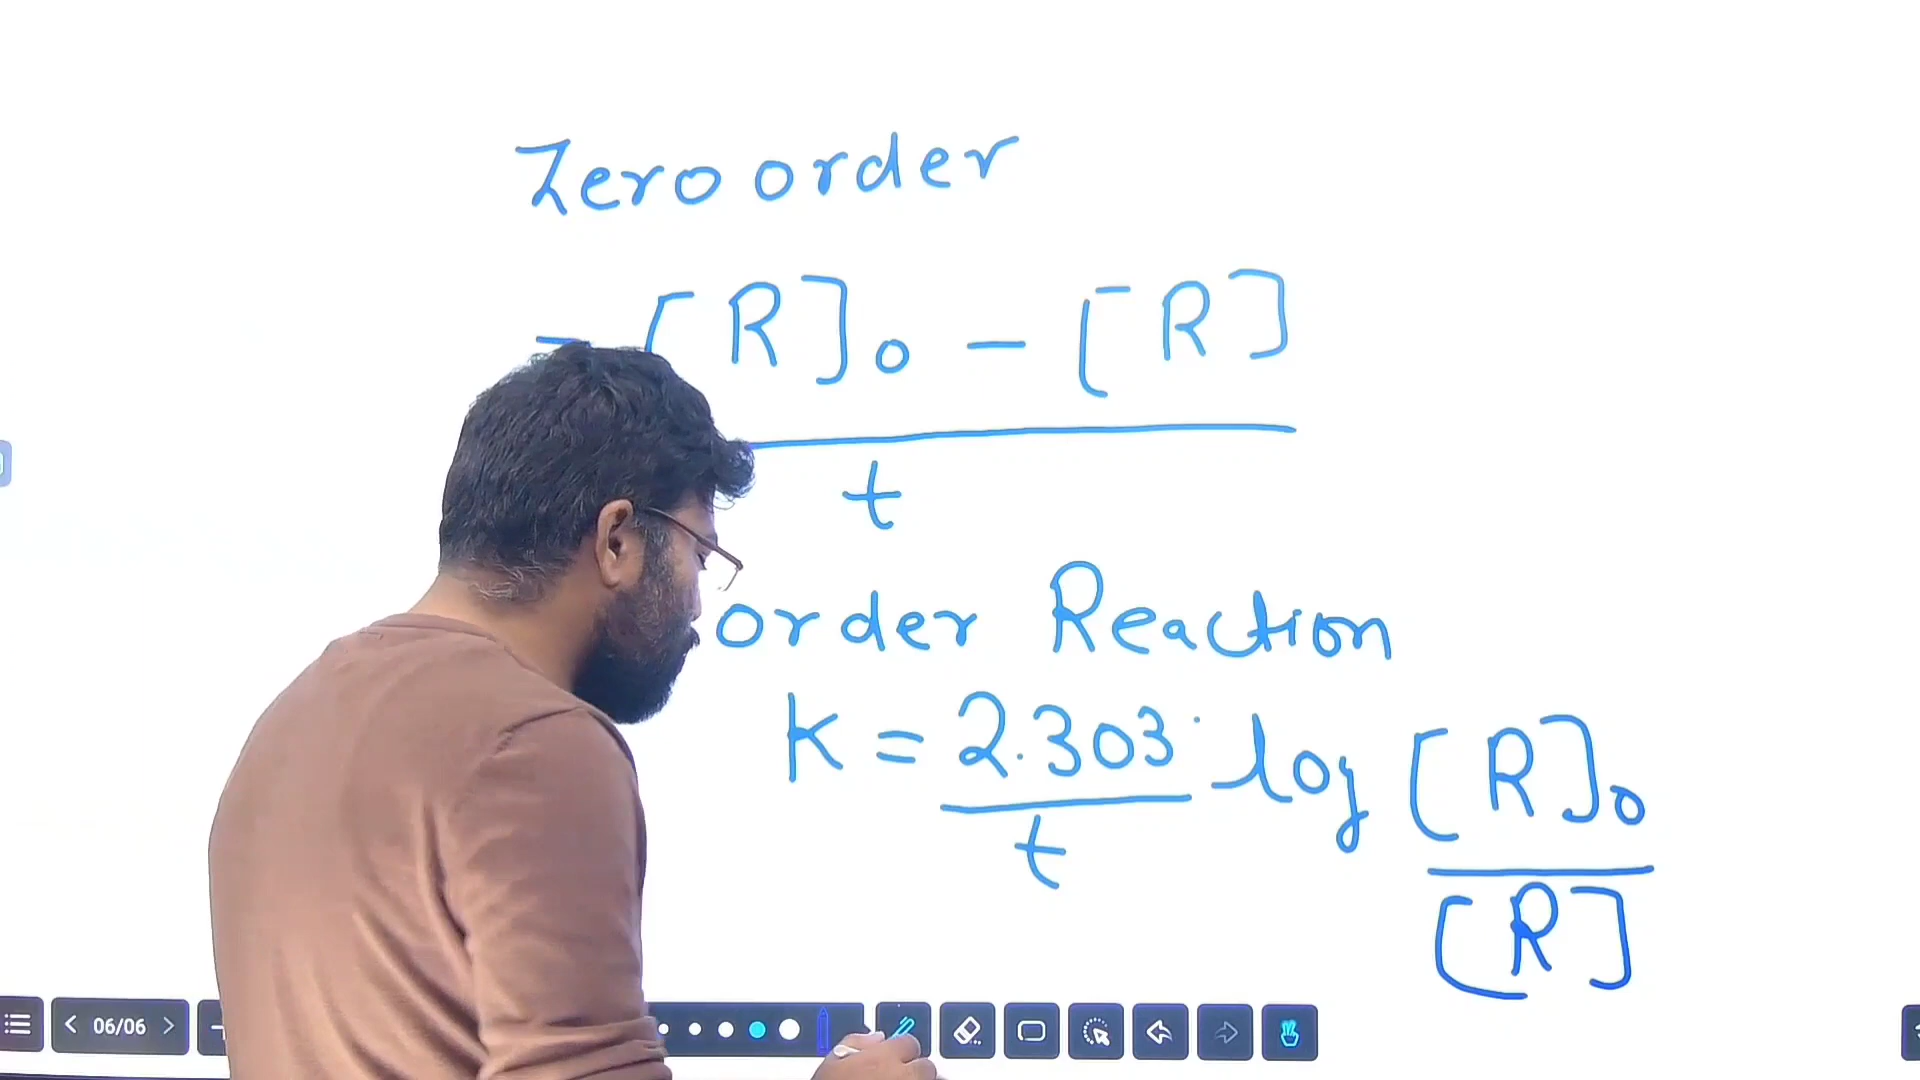 Zero order
= [R]₀ - [R]
t
order Reaction
K = 2.303 log [R]₀
t [R]
06/06